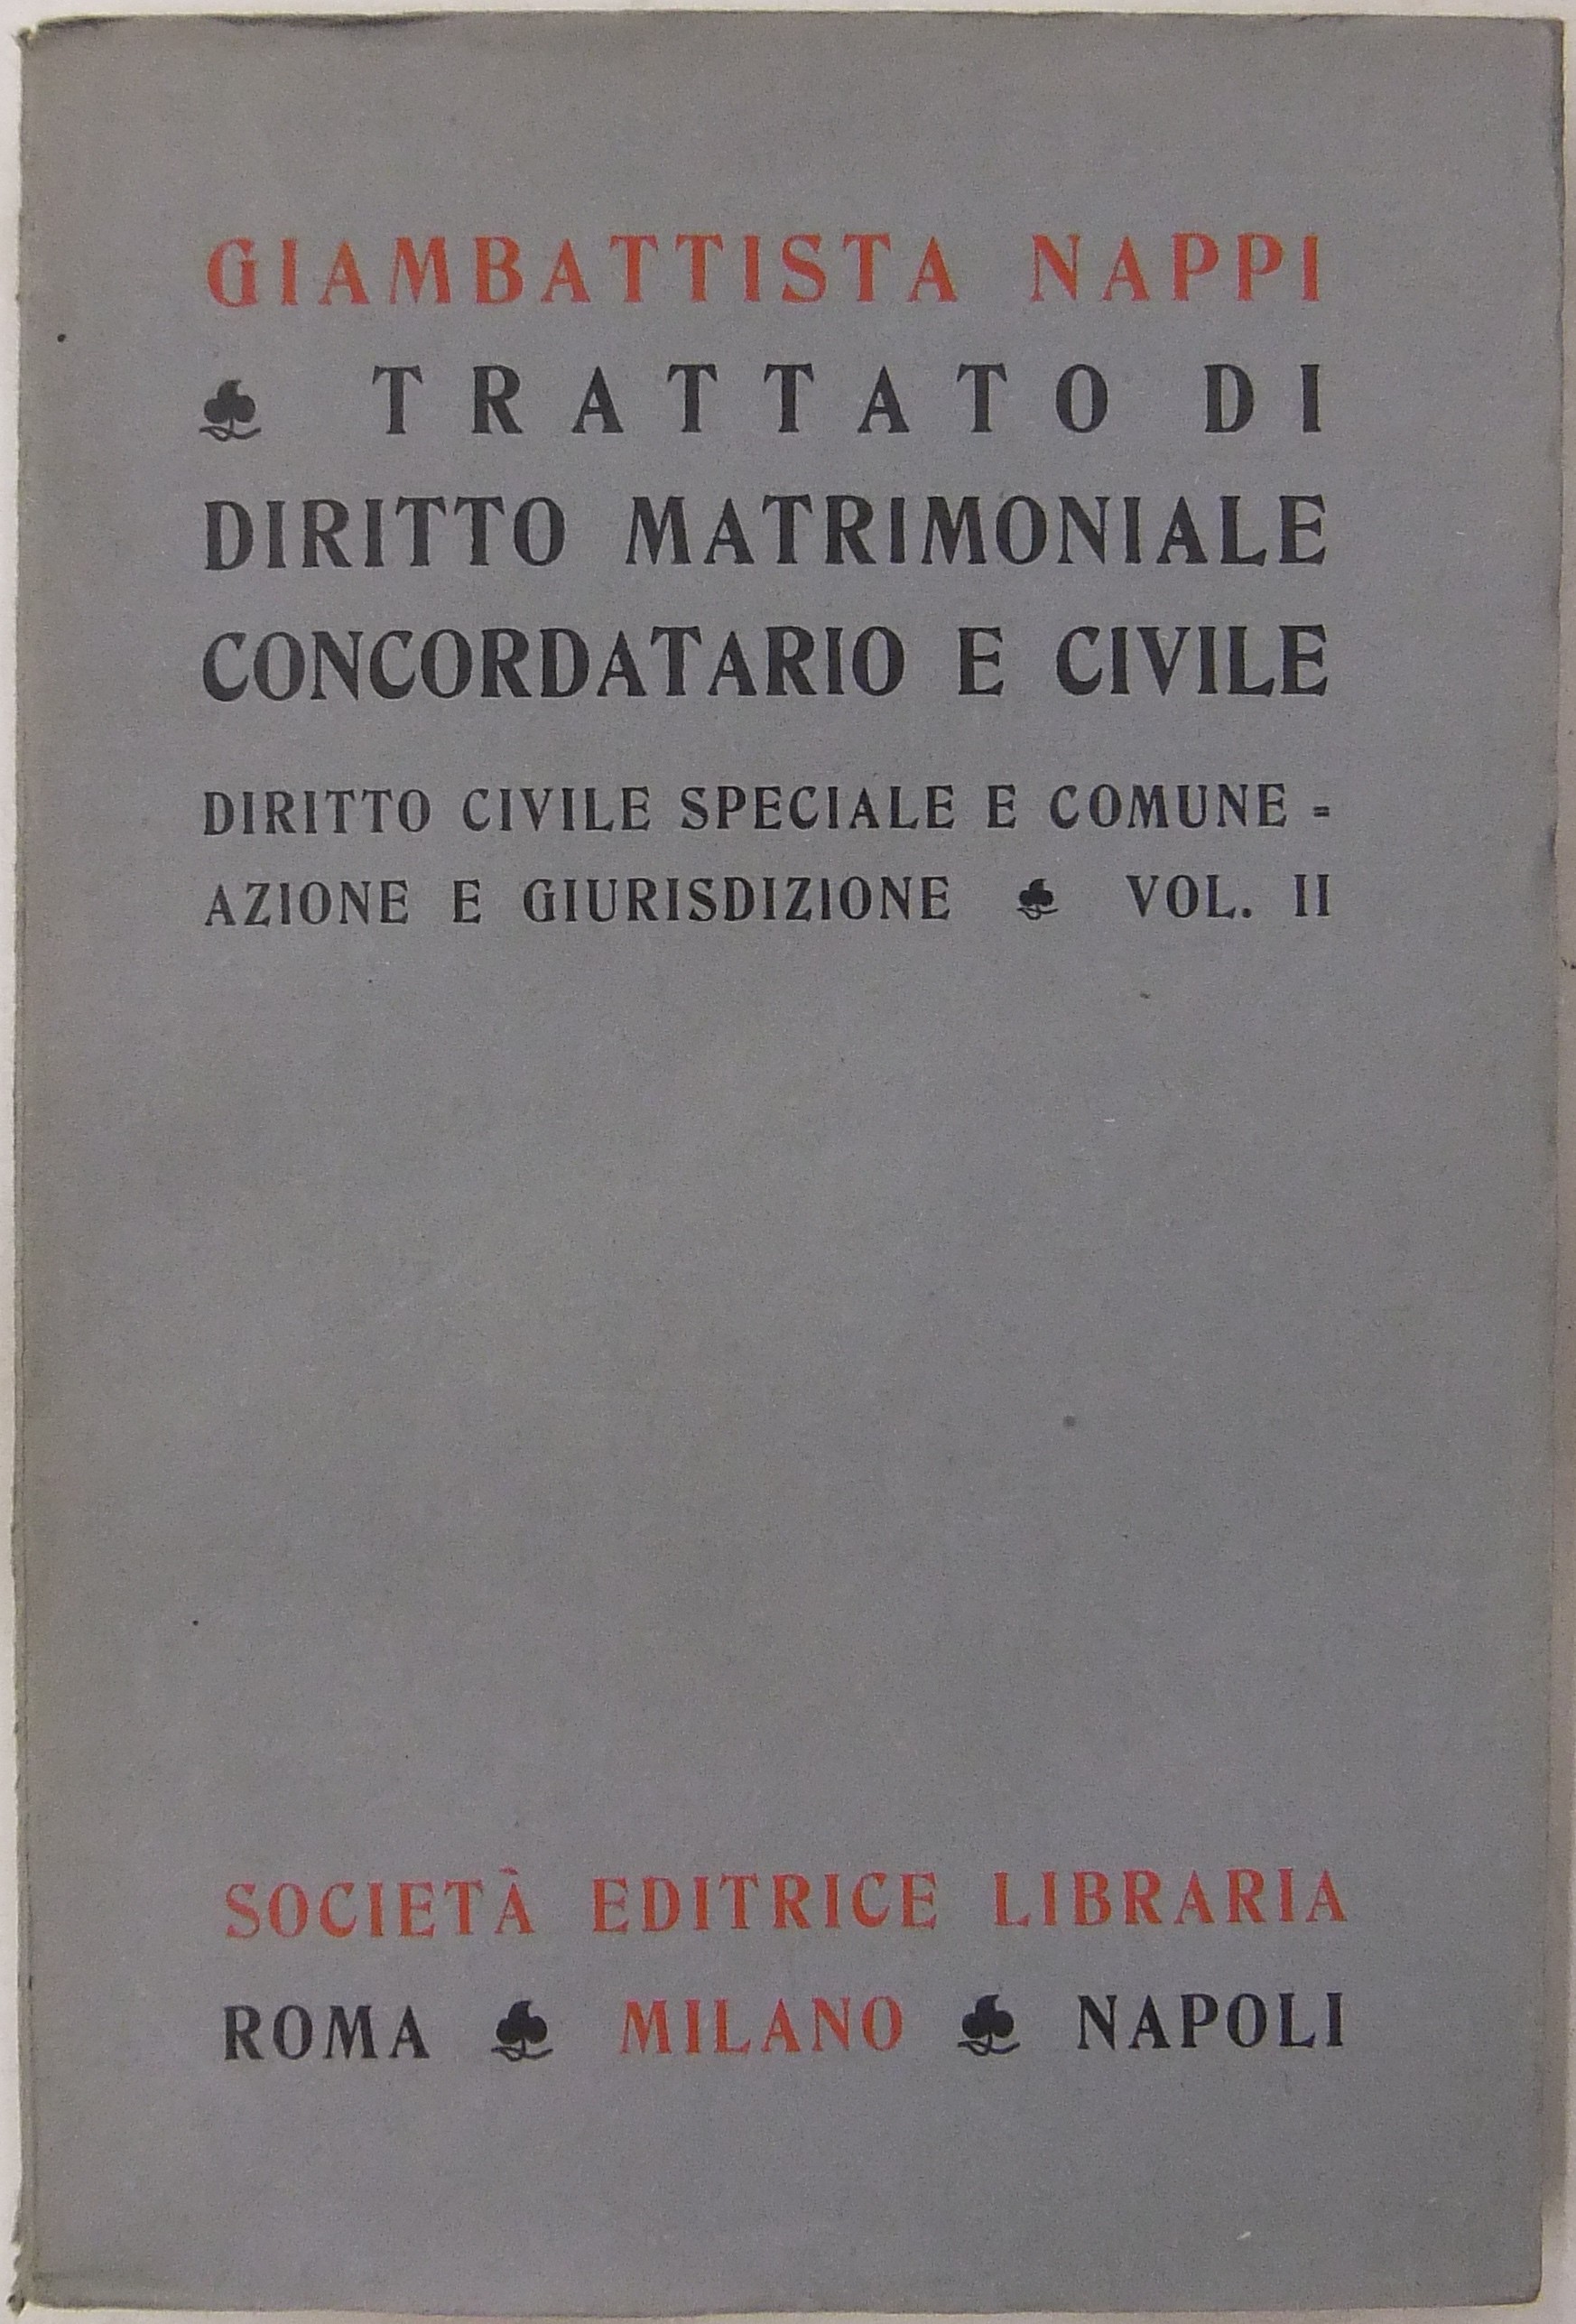 GIAMBATTISTA NAPPI
TRATTATO DI
DIRITTO MATRIMONIALE
CONCORDATARIO E CIVILE
DIRITTO CIVILE SPECIALE E COMUNE =
AZIONE E GIURISDIZIONE VOL. II
SOCIETÀ EDITRICE LIBRARIA
ROMA MILANO NAPOLI